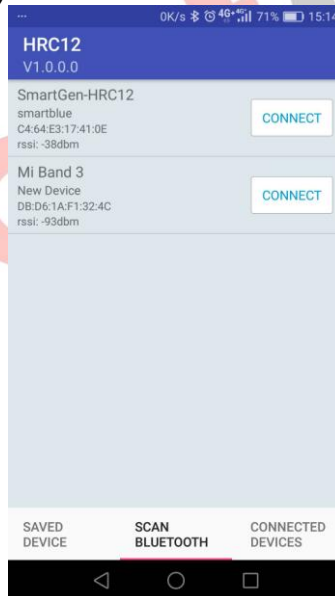 ... 0K/s 4G+ 4G 71% 15:14
HRC12
V1.0.0.0
SmartGen-HRC12
smartblue
C4:64:E3:17:41:0E
rssi: -38dbm
CONNECT
Mi Band 3
New Device
DB:D6:1A:F1:32:4C
rssi: -93dbm
CONNECT
SAVED
DEVICE
SCAN
BLUETOOTH
CONNECTED
DEVICES